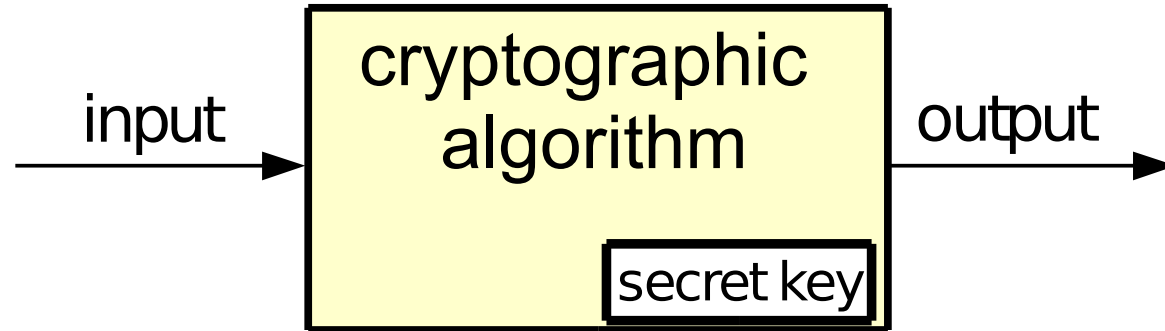 input
cryptographic
algorithm
output
secret key